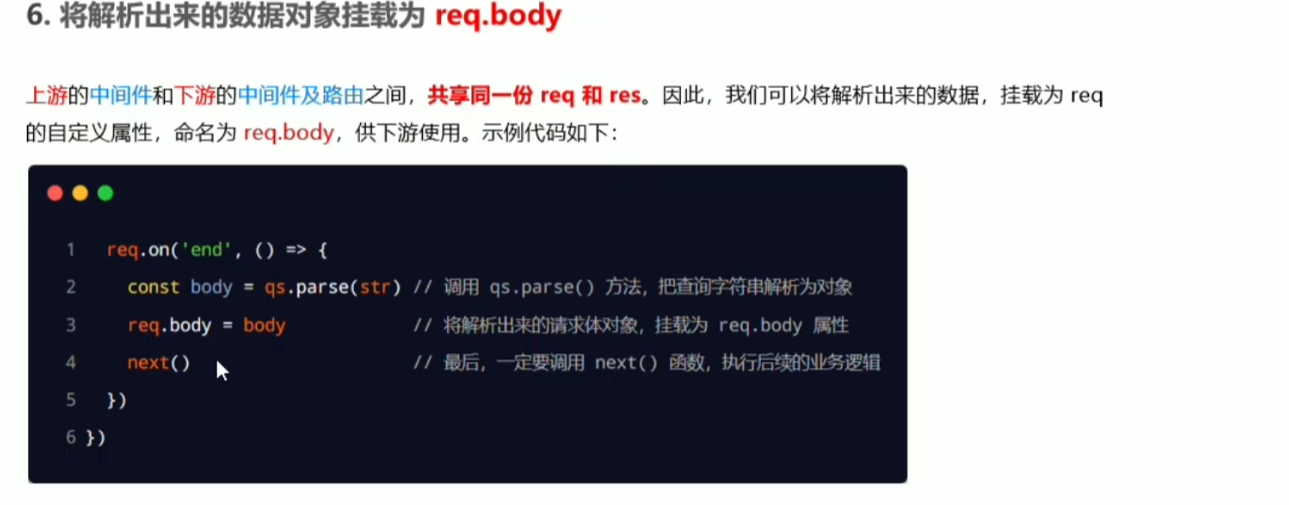 6. 将解析出来的数据对象挂载为 req.body
上游的中间件和下游的中间件及路由之间，共享同一份 req 和 res。因此，我们可以将解析出来的数据，挂载为 req
的自定义属性，命名为 req.body，供下游使用。示例代码如下：
1 req.on('end', () => {
2 const body = qs.parse(str) // 调用 qs.parse() 方法，把查询字符串解析为对象
3 req.body = body // 将解析出来的请求体对象，挂载为 req.body 属性
4 next() // 最后，一定要调用 next() 函数，执行后续的业务逻辑
5 })
6 })